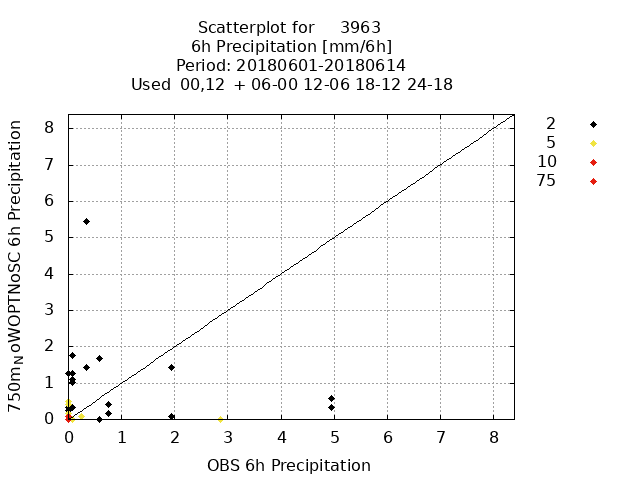 Scatterplot for 3963
6h Precipitation [mm/6h]
Period: 20180601-20180614
Used 00,12 + 06-00 12-06 18-12 24-18
2
5
10
75
8
7
6
5
4
3
2
1
0
750m_NoWOPTNoSC 6h Precipitation
0 1 2 3 4 5 6 7 8
OBS 6h Precipitation